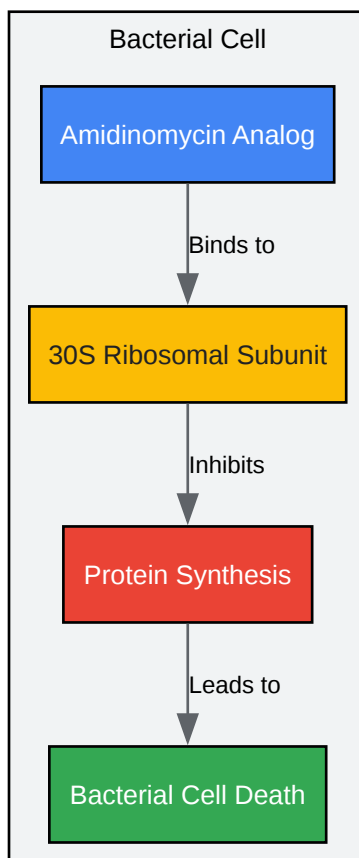 Bacterial Cell
Amidinomycin Analog
Binds to
30S Ribosomal Subunit
Inhibits
Protein Synthesis
Leads to
Bacterial Cell Death